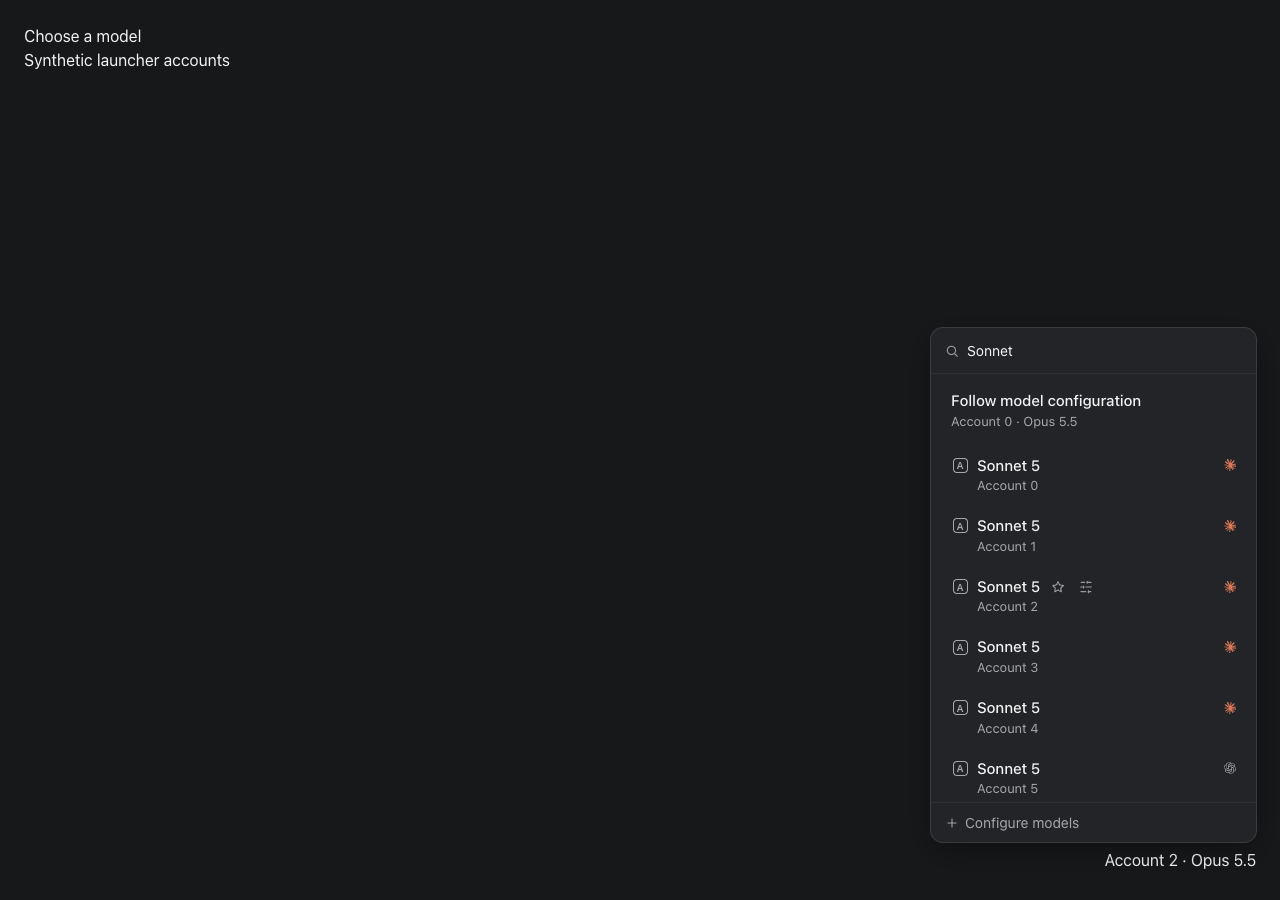 Choose a model
Synthetic launcher accounts
Sonnet
Follow model configuration
Account 0 · Opus 5.5
A Sonnet 5
Account 0
A Sonnet 5
Account 1
A Sonnet 5
Account 2
A Sonnet 5
Account 3
A Sonnet 5
Account 4
A Sonnet 5
Account 5
+ Configure models
Account 2 · Opus 5.5